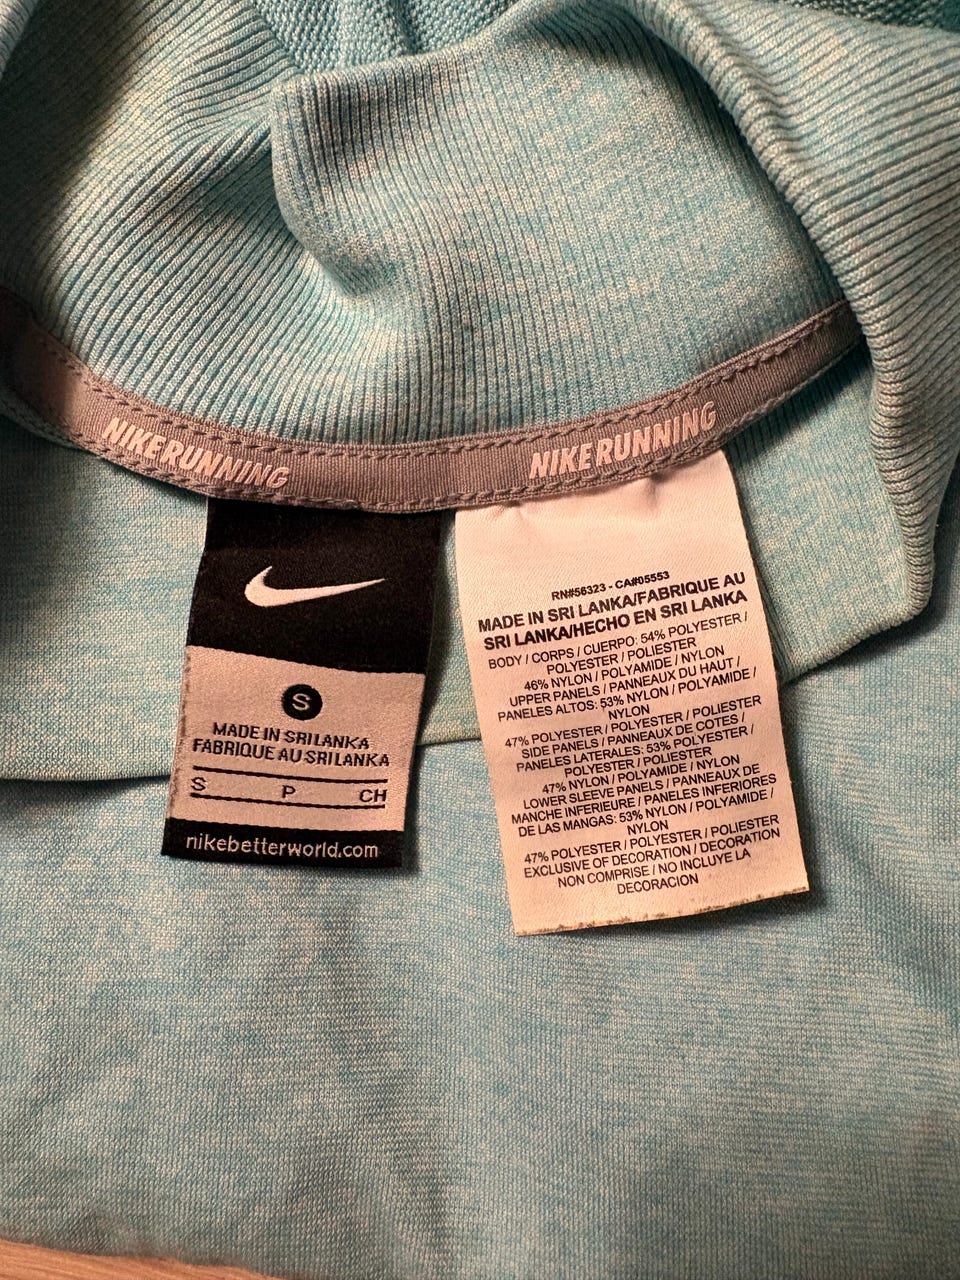 NIKERUNNING
NIKERUNNING
S
MADE IN SRI LANKA
FABRIQUE AU SRI LANKA
S P CH
nikebetterworld.com
RN#56323 - CA#05553
MADE IN SRI LANKA/FABRIQUE AU
SRI LANKA/HECHO EN SRI LANKA
BODY / CORPS / CUERPO: 54% POLYESTER /
POLYESTER / POLIESTER
46% NYLON / POLYAMIDE / NYLON
UPPER PANELS / PANNEAUX DU HAUT /
PANELES ALTOS: 53% NYLON / POLYAMIDE /
NYLON
47% POLYESTER / POLYESTER / POLIESTER
SIDE PANELS / PANNEAUX DE COTES /
PANELES LATERALES: 53% POLYESTER /
POLYESTER / POLIESTER
47% NYLON / POLYAMIDE / NYLON
LOWER SLEEVE PANELS / PANNEAUX DE
MANCHE INFERIEURE / PANELES INFERIORES
DE LAS MANGAS: 53% NYLON / POLYAMIDE /
NYLON
47% POLYESTER / POLYESTER / POLIESTER
EXCLUSIVE OF DECORATION / DECORATION
NON COMPRISE / NO INCLUYE LA
DECORACION